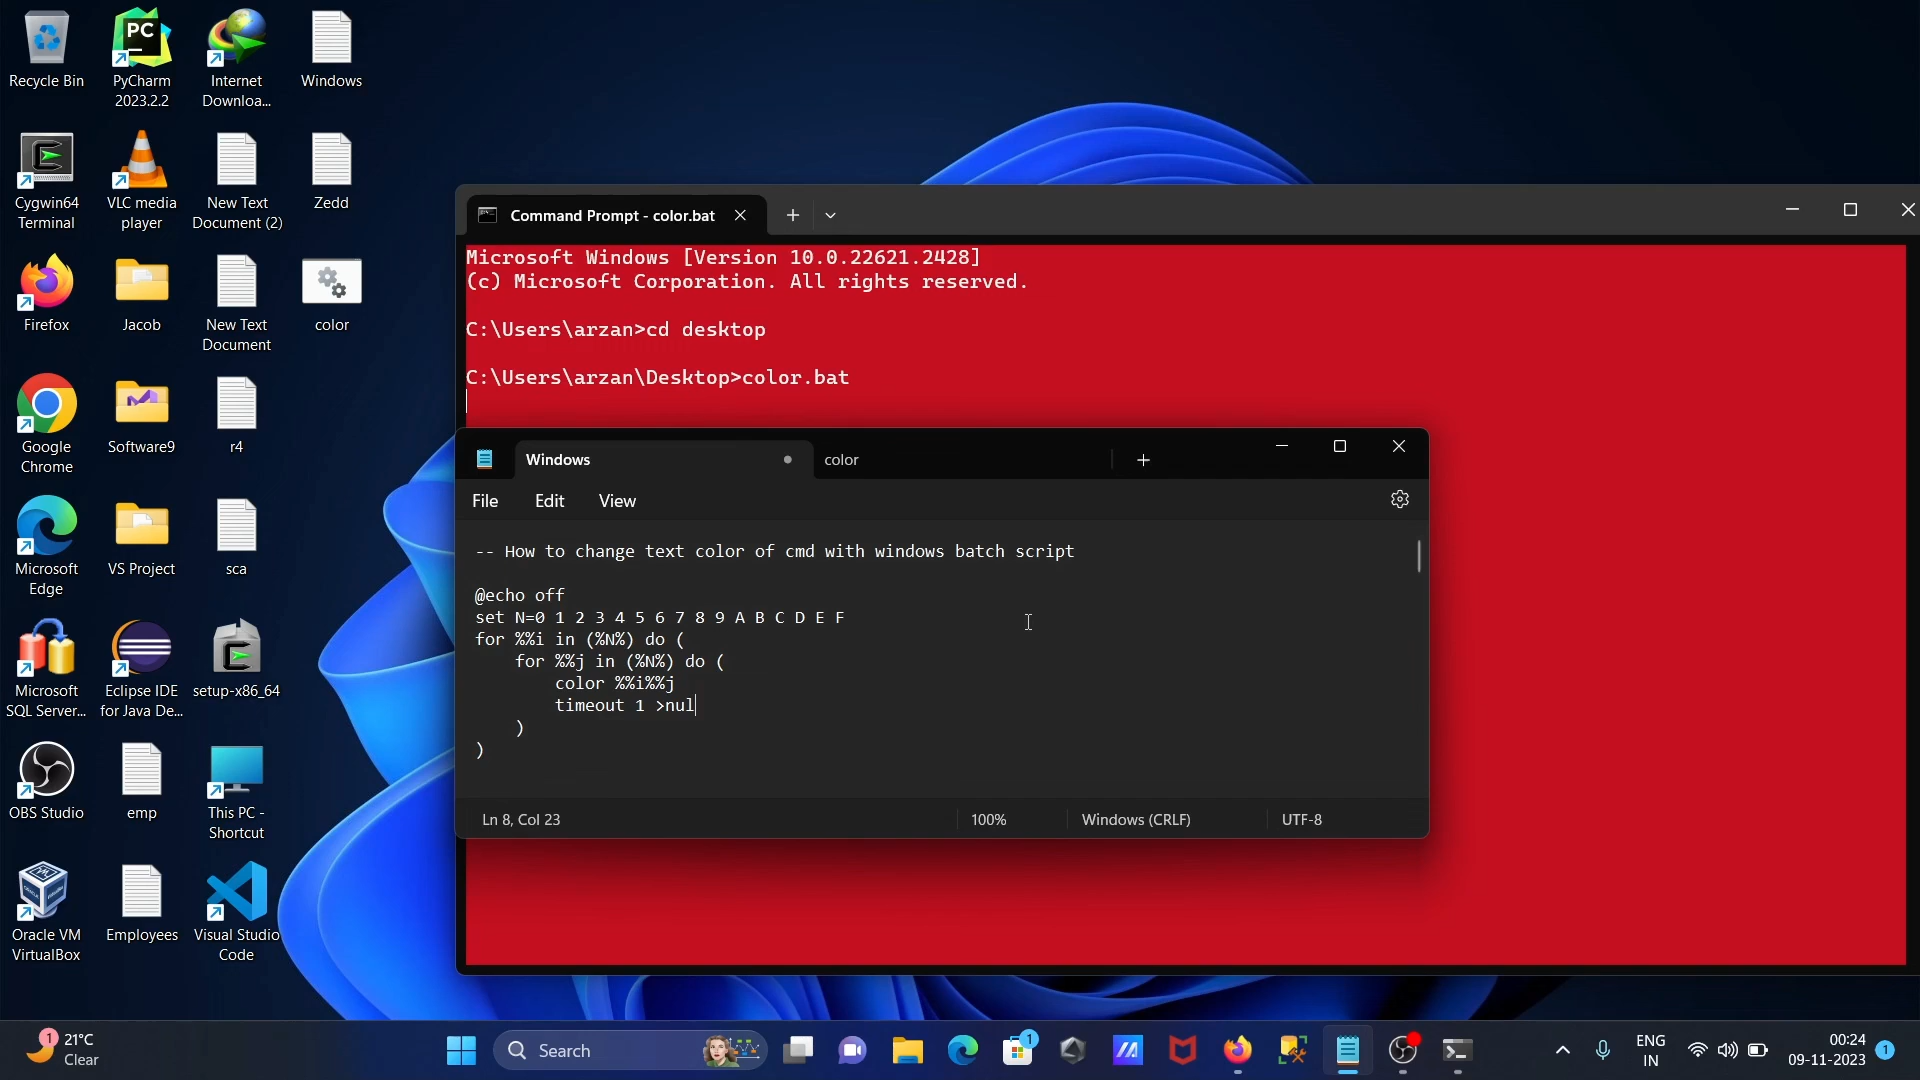 Recycle Bin
PyCharm
2023.2.2
Internet
Downloa...
Windows
Cygwin64
Terminal
VLC media
player
New Text
Document (2)
Zedd
Firefox
Jacob
New Text
Document
color
Google
Chrome
Software9
r4
Microsoft
Edge
VS Project
sca
Microsoft
SQL Server...
Eclipse IDE
for Java De...
setup-x86_64
OBS Studio
emp
This PC -
Shortcut
Oracle VM
VirtualBox
Employees
Visual Studio
Code
Command Prompt - color.bat
Microsoft Windows [Version 10.0.22621.2428]
(c) Microsoft Corporation. All rights reserved.
C:\Users\arzan>cd desktop
C:\Users\arzan\Desktop>color.bat
Windows
color
File Edit View
-- How to change text color of cmd with windows batch script
@echo off
set N=0 1 2 3 4 5 6 7 8 9 A B C D E F
for %%i in (%N%) do (
    for %%j in (%N%) do (
        color %%i%%j
        timeout 1 >nul
    )
)
Ln 8, Col 23
100%
Windows (CRLF)
UTF-8
1
21°C
Clear
Search
1
ENG
IN
00:24
09-11-2023
1